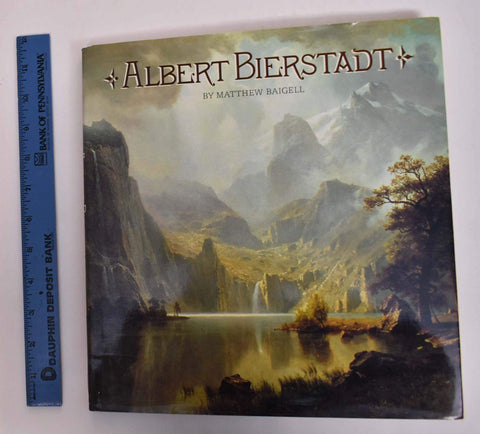 ALBERT BIERSTADT
BY MATTHEW BAIGELL
DAUPHIN DEPOSIT BANK
BANK OF PENNSYLVANIA